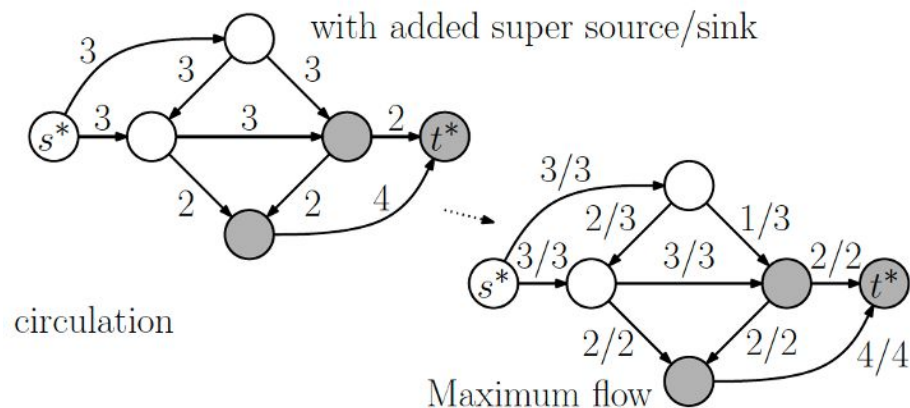 with added super source/sink
3
3
3
s*
3
3
2
t*
2
2
4
circulation
3/3
2/3
1/3
s*
3/3
3/3
2/2
t*
2/2
2/2
4/4
Maximum flow